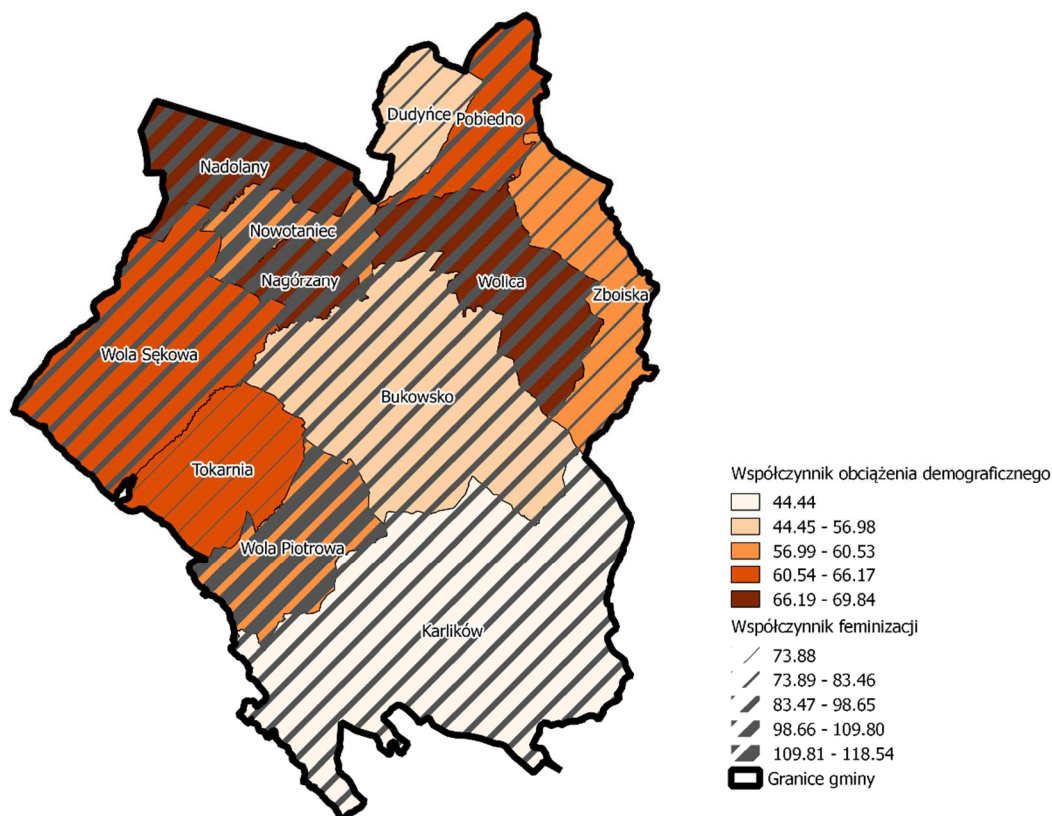 Dudyńce
Pobiedno
Nadolany
Nowotaniec
Nagórzany
Wolica
Zboiska
Wola Sękowa
Bukowsko
Tokarnia
Wola Piotrowa
Karlików
Współczynnik obciążenia demograficznego
44.44
44.45 - 56.98
56.99 - 60.53
60.54 - 66.17
66.19 - 69.84
Współczynnik feminizacji
73.88
73.89 - 83.46
83.47 - 98.65
98.66 - 109.80
109.81 - 118.54
Granice gminy